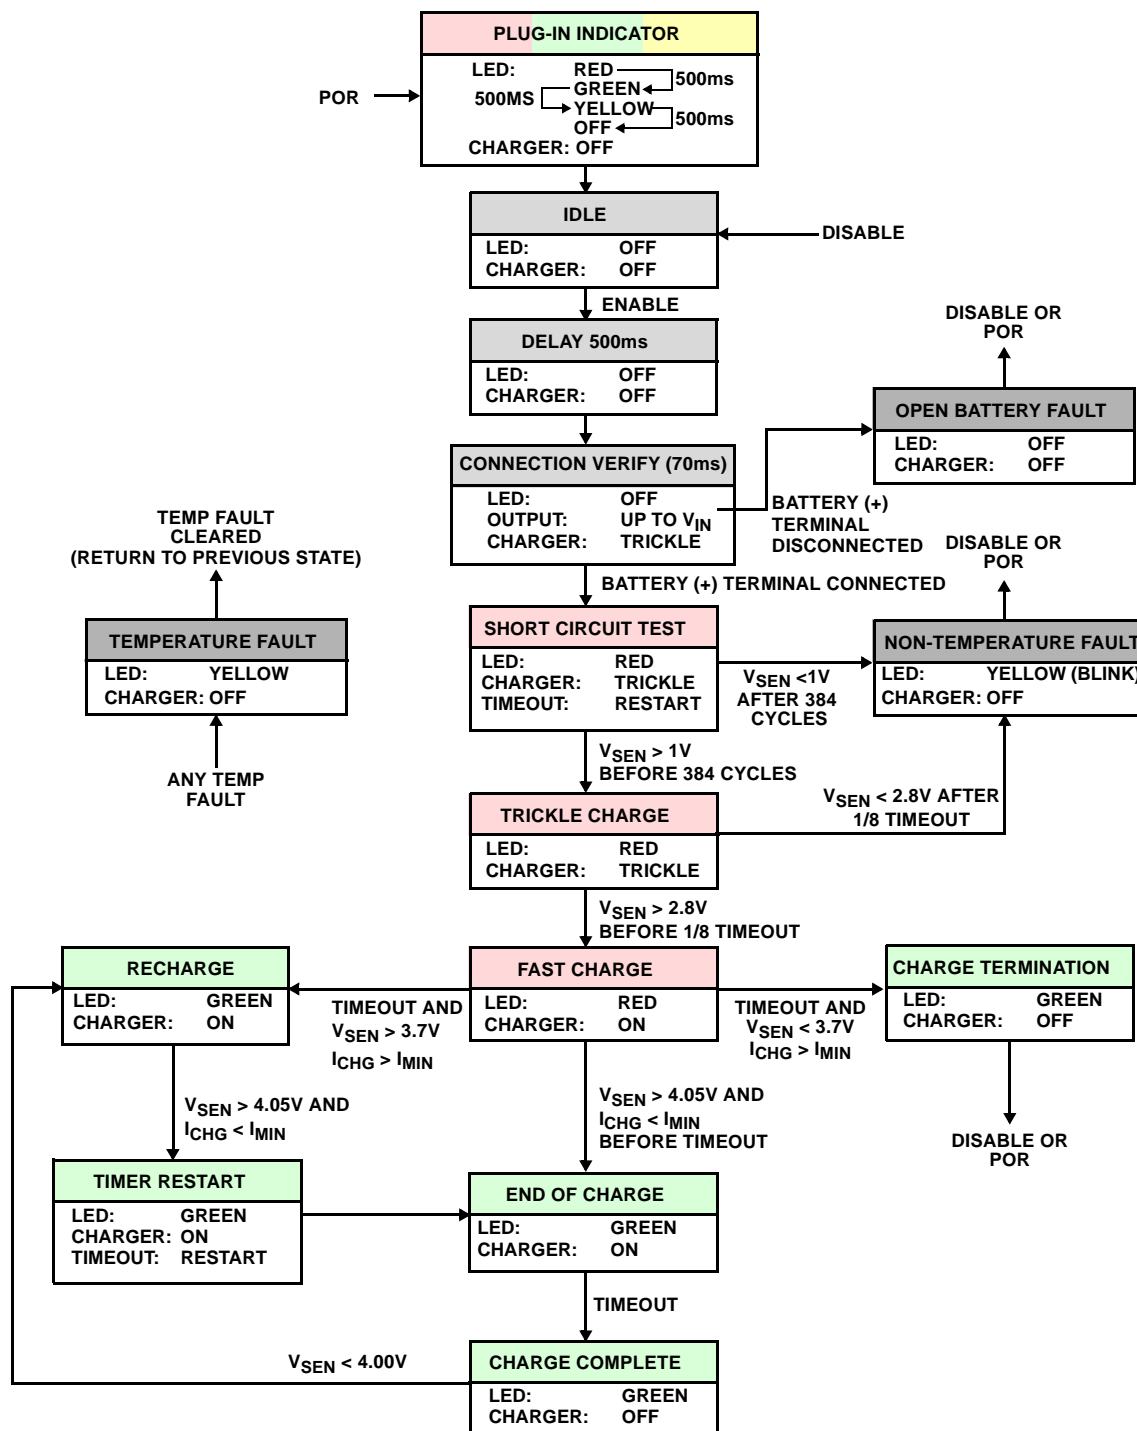 PLUG-IN INDICATOR
LED: RED
500ms
GREEN
500MS
YELLOW
500ms
OFF
CHARGER: OFF
POR
IDLE
LED: OFF
CHARGER: OFF
DISABLE
ENABLE
DELAY 500ms
LED: OFF
CHARGER: OFF
DISABLE OR
POR
OPEN BATTERY FAULT
LED: OFF
CHARGER: OFF
CONNECTION VERIFY (70ms)
LED: OFF
OUTPUT: UP TO VIN
CHARGER: TRICKLE
BATTERY (+)
TERMINAL
DISCONNECTED
BATTERY (+) TERMINAL CONNECTED
TEMP FAULT
CLEARED
(RETURN TO PREVIOUS STATE)
TEMPERATURE FAULT
LED: YELLOW
CHARGER: OFF
ANY TEMP
FAULT
SHORT CIRCUIT TEST
LED: RED
CHARGER: TRICKLE
TIMEOUT: RESTART
VSEN <1V
AFTER 384
CYCLES
DISABLE OR
POR
NON-TEMPERATURE FAULT
LED: YELLOW (BLINK)
CHARGER: OFF
VSEN > 1V
BEFORE 384 CYCLES
TRICKLE CHARGE
LED: RED
CHARGER: TRICKLE
VSEN < 2.8V AFTER
1/8 TIMEOUT
VSEN > 2.8V
BEFORE 1/8 TIMEOUT
RECHARGE
LED: GREEN
CHARGER: ON
TIMEOUT AND
VSEN > 3.7V
ICHG > IMIN
FAST CHARGE
LED: RED
CHARGER: ON
TIMEOUT AND
VSEN < 3.7V
ICHG > IMIN
CHARGE TERMINATION
LED: GREEN
CHARGER: OFF
DISABLE OR
POR
VSEN > 4.05V AND
ICHG < IMIN
VSEN > 4.05V AND
ICHG < IMIN
BEFORE TIMEOUT
TIMER RESTART
LED: GREEN
CHARGER: ON
TIMEOUT: RESTART
END OF CHARGE
LED: GREEN
CHARGER: ON
TIMEOUT
VSEN < 4.00V
CHARGE COMPLETE
LED: GREEN
CHARGER: OFF